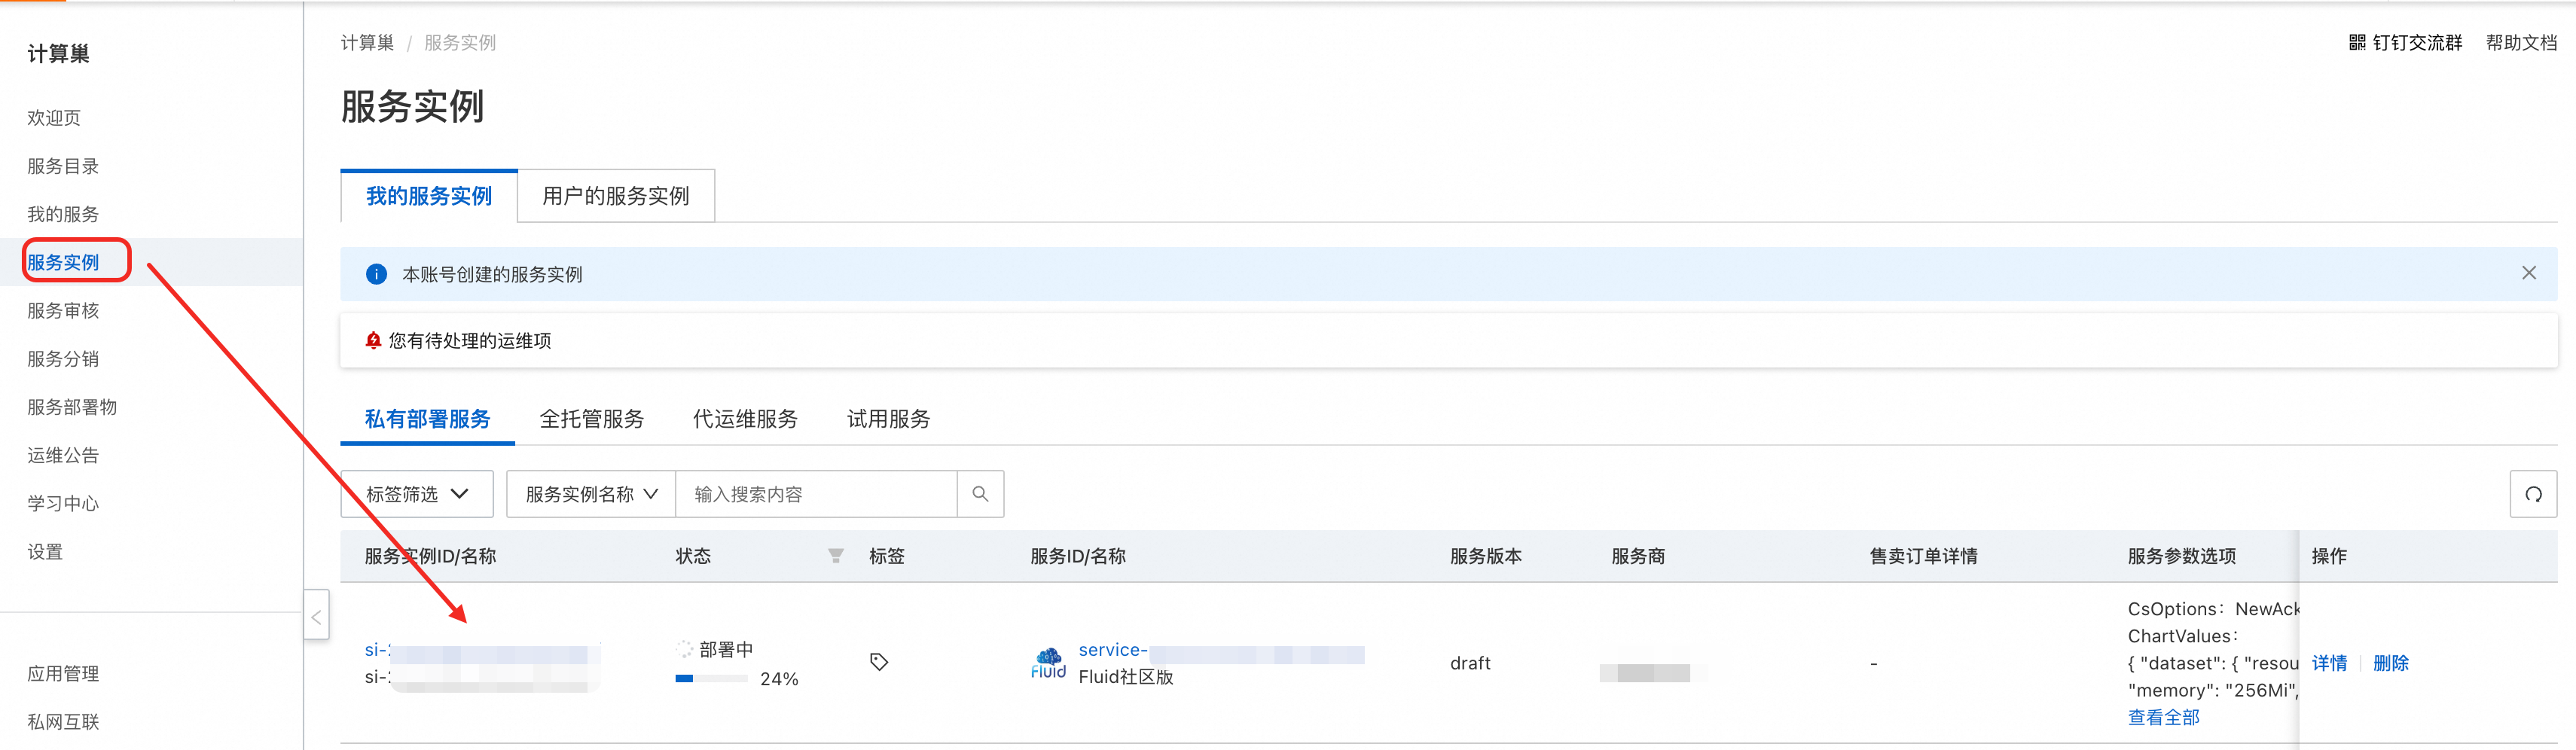 计算巢
欢迎页
服务目录
我的服务
服务实例
服务审核
服务分销
服务部署物
运维公告
学习中心
设置
应用管理
私网互联
计算巢 / 服务实例
钉钉交流群 帮助文档
服务实例
我的服务实例 用户的服务实例
本账号创建的服务实例
您有待处理的运维项
私有部署服务 全托管服务 代运维服务 试用服务
标签筛选 服务实例名称 输入搜索内容
服务实例ID/名称 状态 标签 服务ID/名称 服务版本 服务商 售卖订单详情 服务参数选项 操作
si- 部署中 service-
si- 24% Fluid Fluid社区版 draft -
CsOptions: NewAck
ChartValues:
{ "dataset": { "resou
"memory": "256Mi",
查看全部
详情 删除